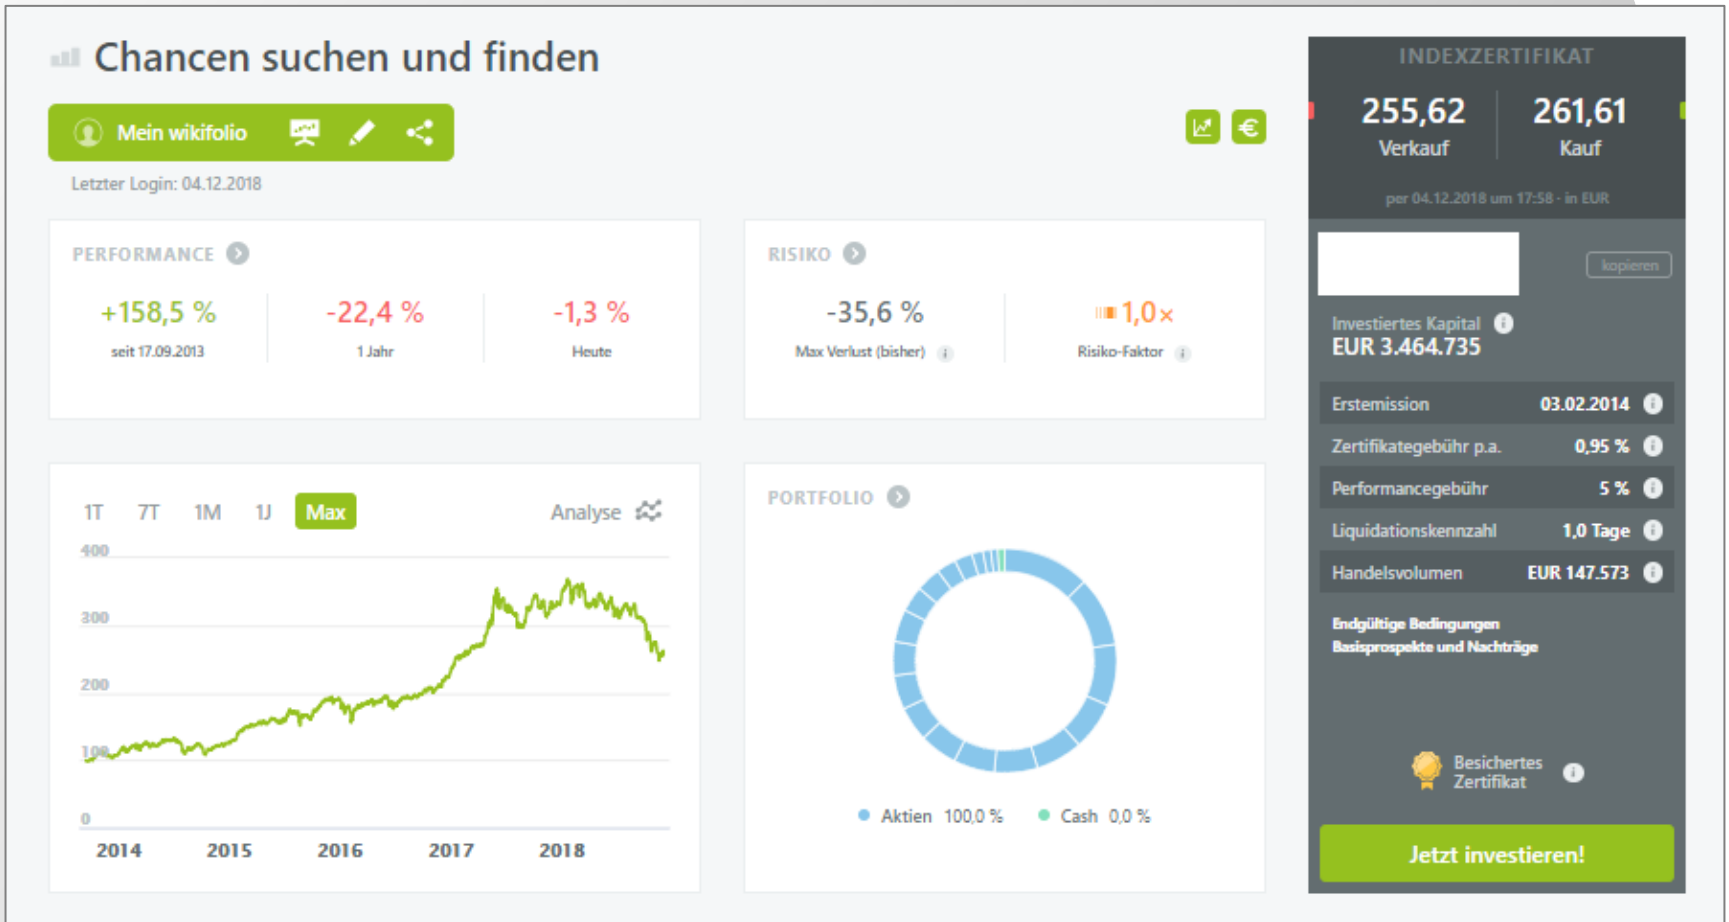 Chancen suchen und finden
Mein wikifolio
Letzter Login: 04.12.2018
PERFORMANCE
+158,5 %
seit 17.09.2013
-22,4 %
1 Jahr
-1,3 %
Heute
RISIKO
-35,6 %
Max Verlust (bisher)
1,0×
Risiko-Faktor
1T 7T 1M 1J Max
Analyse
400
300
200
100
0
2014 2015 2016 2017 2018
PORTFOLIO
Aktien 100,0 % Cash 0,0 %
INDEXZERTIFIKAT
255,62
Verkauf
261,61
Kauf
per 04.12.2018 um 17:58 - in EUR
kopieren
Investiertes Kapital
EUR 3.464.735
Erstemission 03.02.2014
Zertifikategebühr p.a. 0,95 %
Performancegebühr 5 %
Liquidationskennzahl 1,0 Tage
Handelsvolumen EUR 147.573
Endgültige Bedingungen
Basisprospekte und Nachträge
Besichertes
Zertifikat
Jetzt investieren!